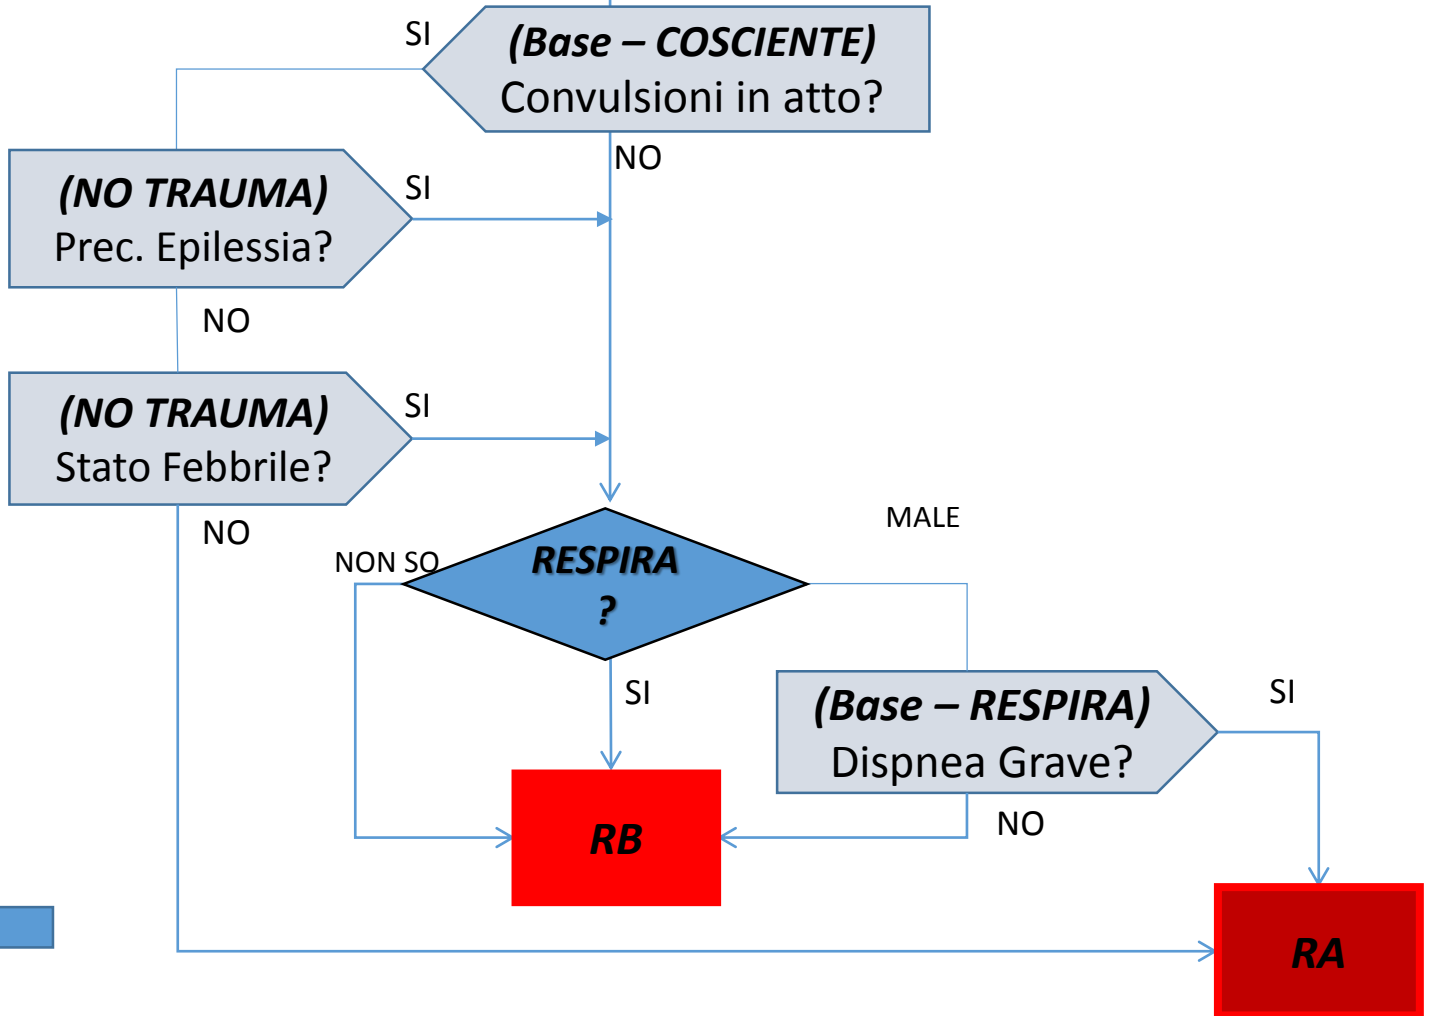 SI
(Base – COSCIENTE)
Convulsioni in atto?
NO
(NO TRAUMA)
Prec. Epilessia?
SI
NO
(NO TRAUMA)
Stato Febbrile?
SI
NO
NON SO
RESPIRA
?
MALE
SI
(Base – RESPIRA)
Dispnea Grave?
SI
NO
RB
RA